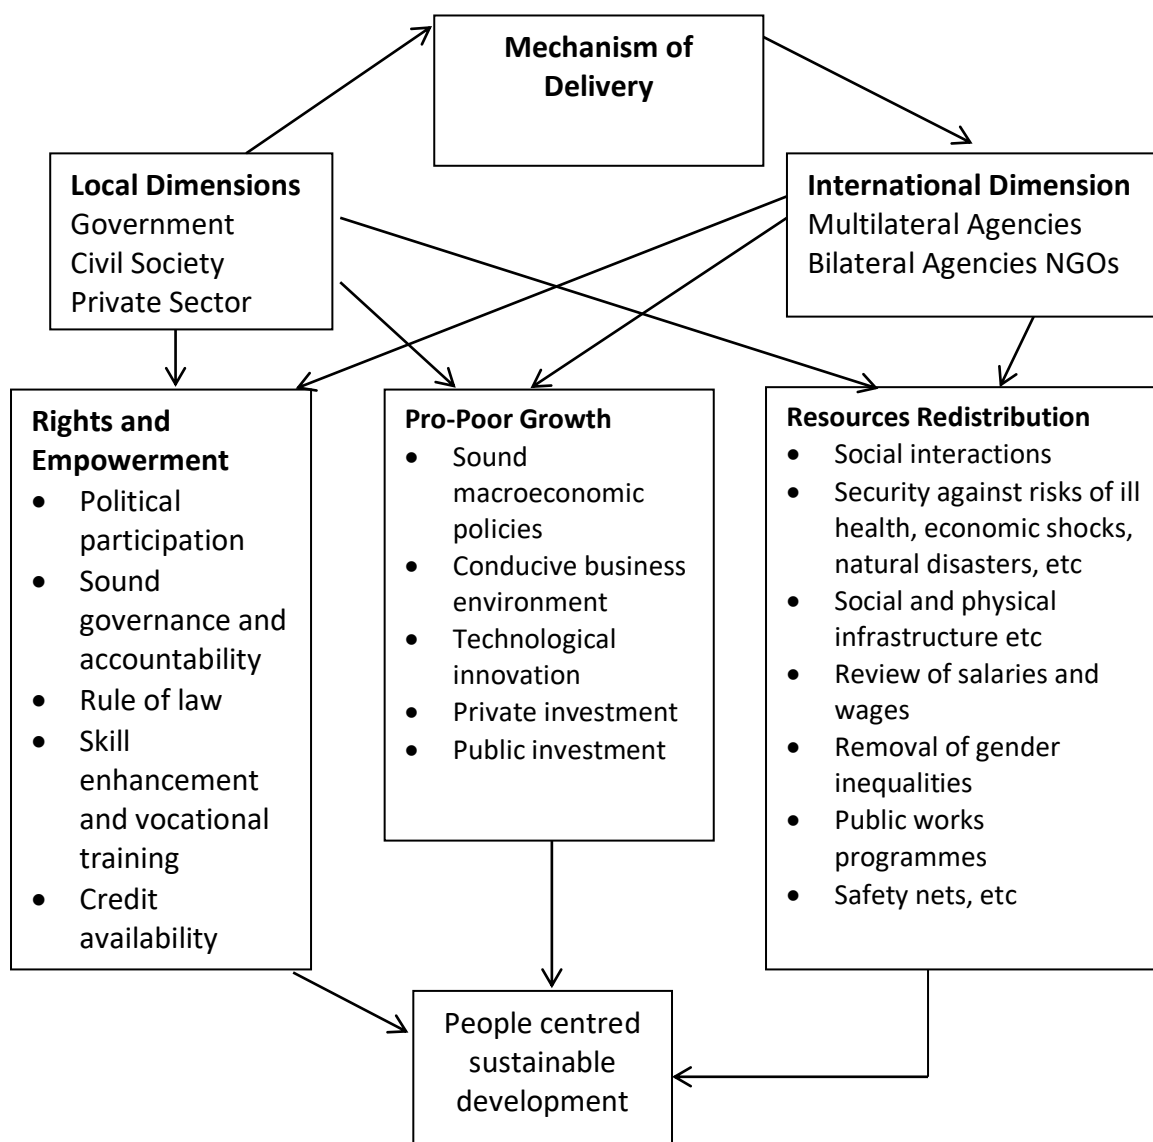 Mechanism of
Delivery
Local Dimensions
Government
Civil Society
Private Sector
International Dimension
Multilateral Agencies
Bilateral Agencies NGOs
Rights and
Empowerment
• Political
participation
• Sound
governance and
accountability
• Rule of law
• Skill
enhancement
and vocational
training
• Credit
availability
Pro-Poor Growth
• Sound
macroeconomic
policies
• Conducive business
environment
• Technological
innovation
• Private investment
• Public investment
Resources Redistribution
• Social interactions
• Security against risks of ill
health, economic shocks,
natural disasters, etc
• Social and physical
infrastructure etc
• Review of salaries and
wages
• Removal of gender
inequalities
• Public works
programmes
• Safety nets, etc
People centred
sustainable
development